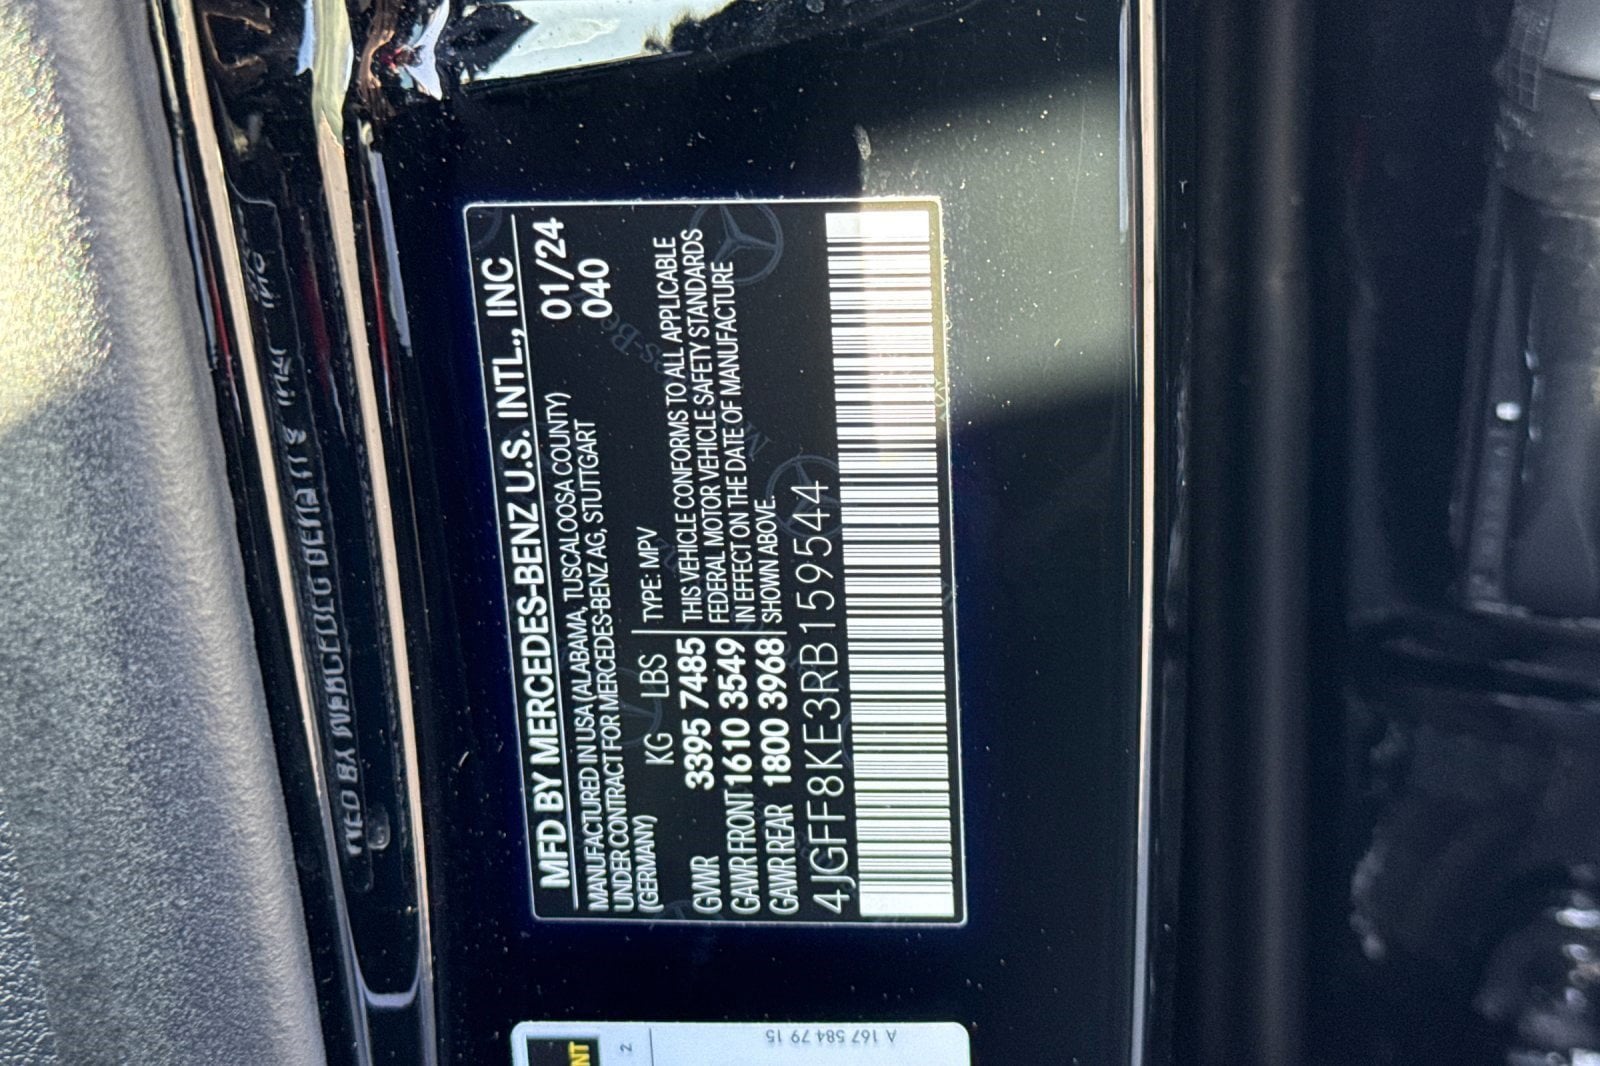 MFD BY MERCEDES-BENZ U.S. INTL., INC
MANUFACTURED IN USA (ALABAMA, TUSCALOOSA COUNTY) 01/24
UNDER CONTRACT FOR MERCEDES-BENZ AG, STUTTGART 040
(GERMANY)
KG LBS TYPE: MPV
GVWR 3395 7485 THIS VEHICLE CONFORMS TO ALL APPLICABLE
FEDERAL MOTOR VEHICLE SAFETY STANDARDS
GAWR FRONT 1610 3549 IN EFFECT ON THE DATE OF MANUFACTURE
GAWR REAR 1800 3968 SHOWN ABOVE.
4JGFF8KE3RB159544
A 167 584 79 15
2.